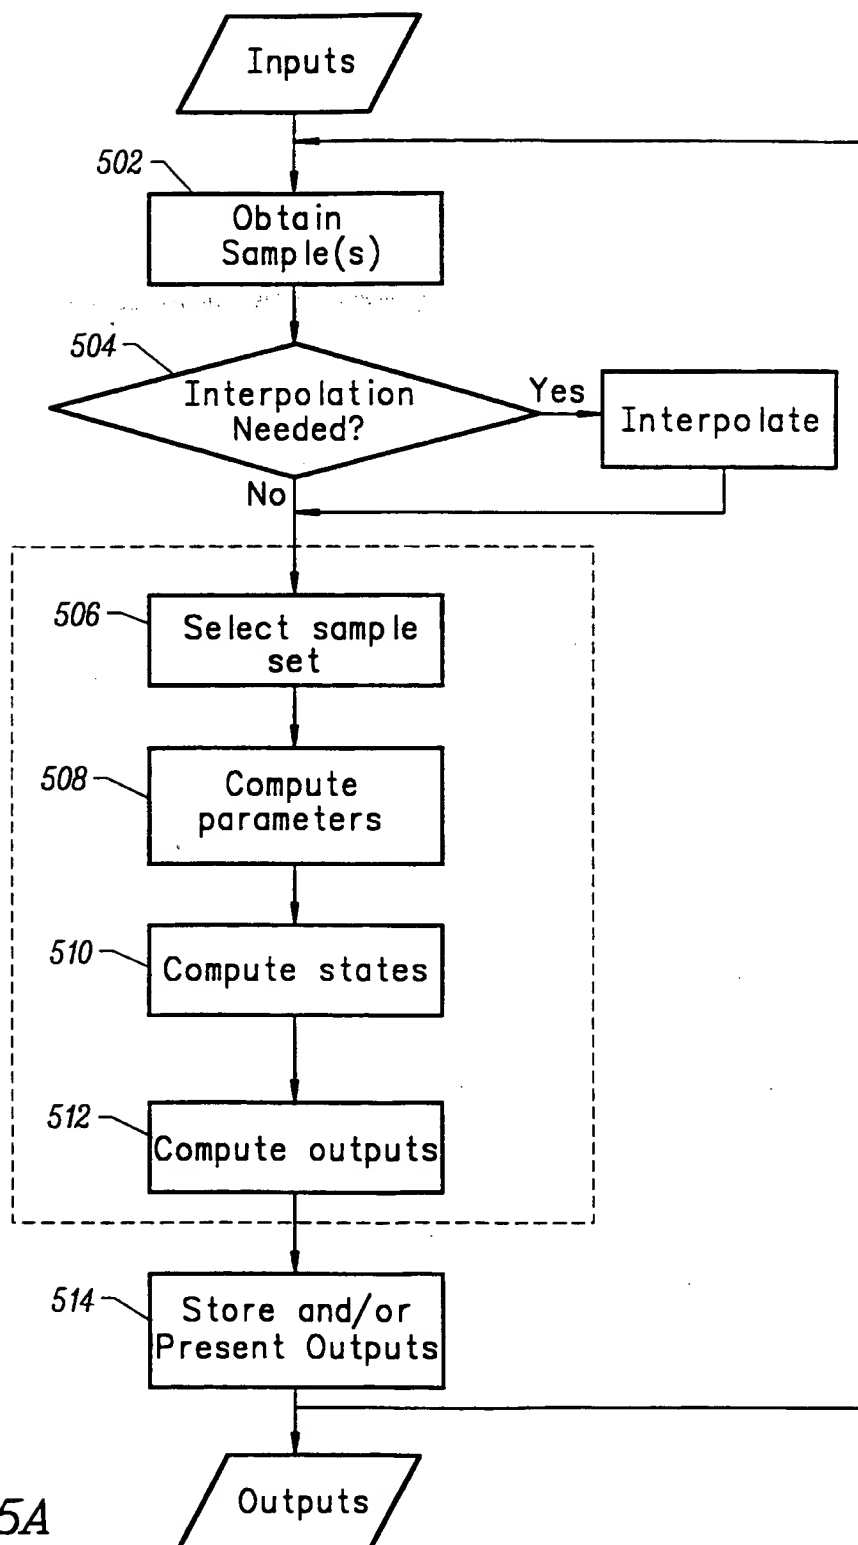 Inputs
502
Obtain
Sample(s)
504
Interpolation
Needed?
Yes
Interpolate
No
506
Select sample
set
508
Compute
parameters
510
Compute states
512
Compute outputs
514
Store and/or
Present Outputs
Outputs
5A